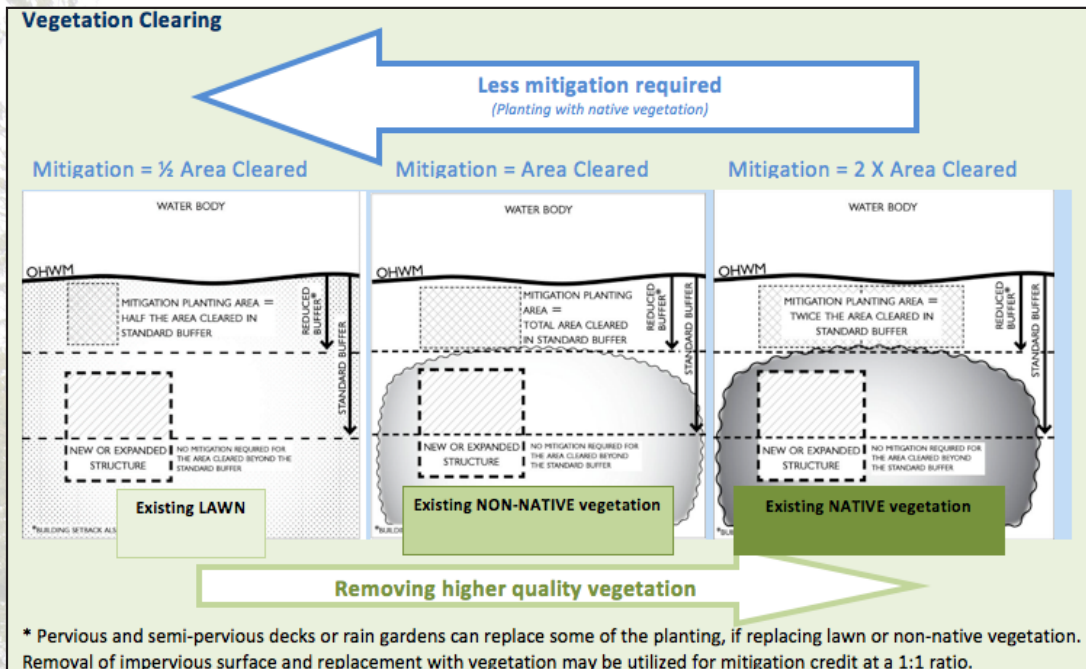 Vegetation Clearing
Less mitigation required
(Planting with native vegetation)
Mitigation = ½ Area Cleared
Mitigation = Area Cleared
Mitigation = 2 X Area Cleared
WATER BODY
OHWM
MITIGATION PLANTING AREA =
HALF THE AREA CLEARED IN
STANDARD BUFFER
REDUCED
BUFFER*
STANDARD BUFFER
NEW OR EXPANDED
STRUCTURE
NO MITIGATION REQUIRED FOR
THE AREA CLEARED BEYOND THE
STANDARD BUFFER
Existing LAWN
*BUILDING SETBACK ALS
WATER BODY
OHWM
MITIGATION PLANTING
AREA =
TOTAL AREA CLEARED
IN STANDARD BUFFER
REDUCED
BUFFER*
STANDARD BUFFER
NEW OR EXPANDED
STRUCTURE
NO MITIGATION REQUIRED FOR
THE AREA CLEARED BEYOND
THE STANDARD BUFFER
Existing NON-NATIVE vegetation
*BUILDIN
WATER BODY
OHWM
MITIGATION PLANTING AREA =
TWICE THE AREA CLEARED IN
STANDARD BUFFER
REDUCED
BUFFER*
STANDARD BUFFER
NEW OR EXPANDED
STRUCTURE
NO MITIGATION REQUIRED FOR
THE AREA CLEARED BEYOND
THE STANDARD BUFFER
Existing NATIVE vegetation
Removing higher quality vegetation
* Pervious and semi-pervious decks or rain gardens can replace some of the planting, if replacing lawn or non-native vegetation.
Removal of impervious surface and replacement with vegetation may be utilized for mitigation credit at a 1:1 ratio.